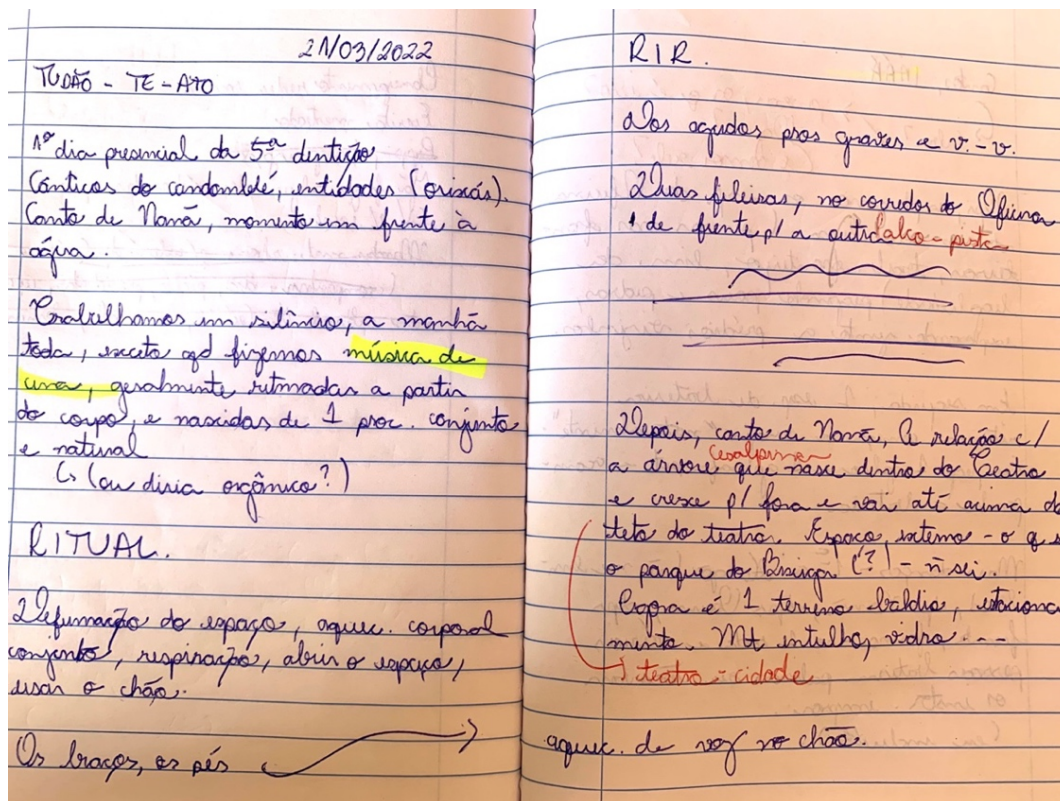 21/03/2022
TUDÃO - TE - ATO
1º dia presencial da 5ª dentição
Cânticos do candomblé, entidades (orixás).
Canto de Nanã, momento em frente à
água.
Trabalhamos em silêncio, a manhã
toda, exceto qd fizemos música de
cena, geralmente ritmadas a partir
do corpo, e nascidas de 1 proc. conjunto
e natural
↳ (ou diria orgânico?)
RITUAL.
Defumação do espaço, aquec. corporal
conjunto, respiração, abrir o espaço,
usar o chão.
Os braços, os pés
RIR.
Dos agudos pros graves e v.-v.
Duas fileiras, no corredor do Oficina
1 de frente p/ a outra palco-pista
Depois, canto de Nanã, a relação c/
cesalpina
a árvore que nasce dentro do Teatro
e cresce p/ fora e vai até acima do
teto do teatro. Espaço externo - o q s
o parque do Bixiga (?) - ñ sei.
Agora é 1 terreno baldio, estaciona
mento. Mt entulho, vidro ...
teatro-cidade
aquec. de voz no chão.